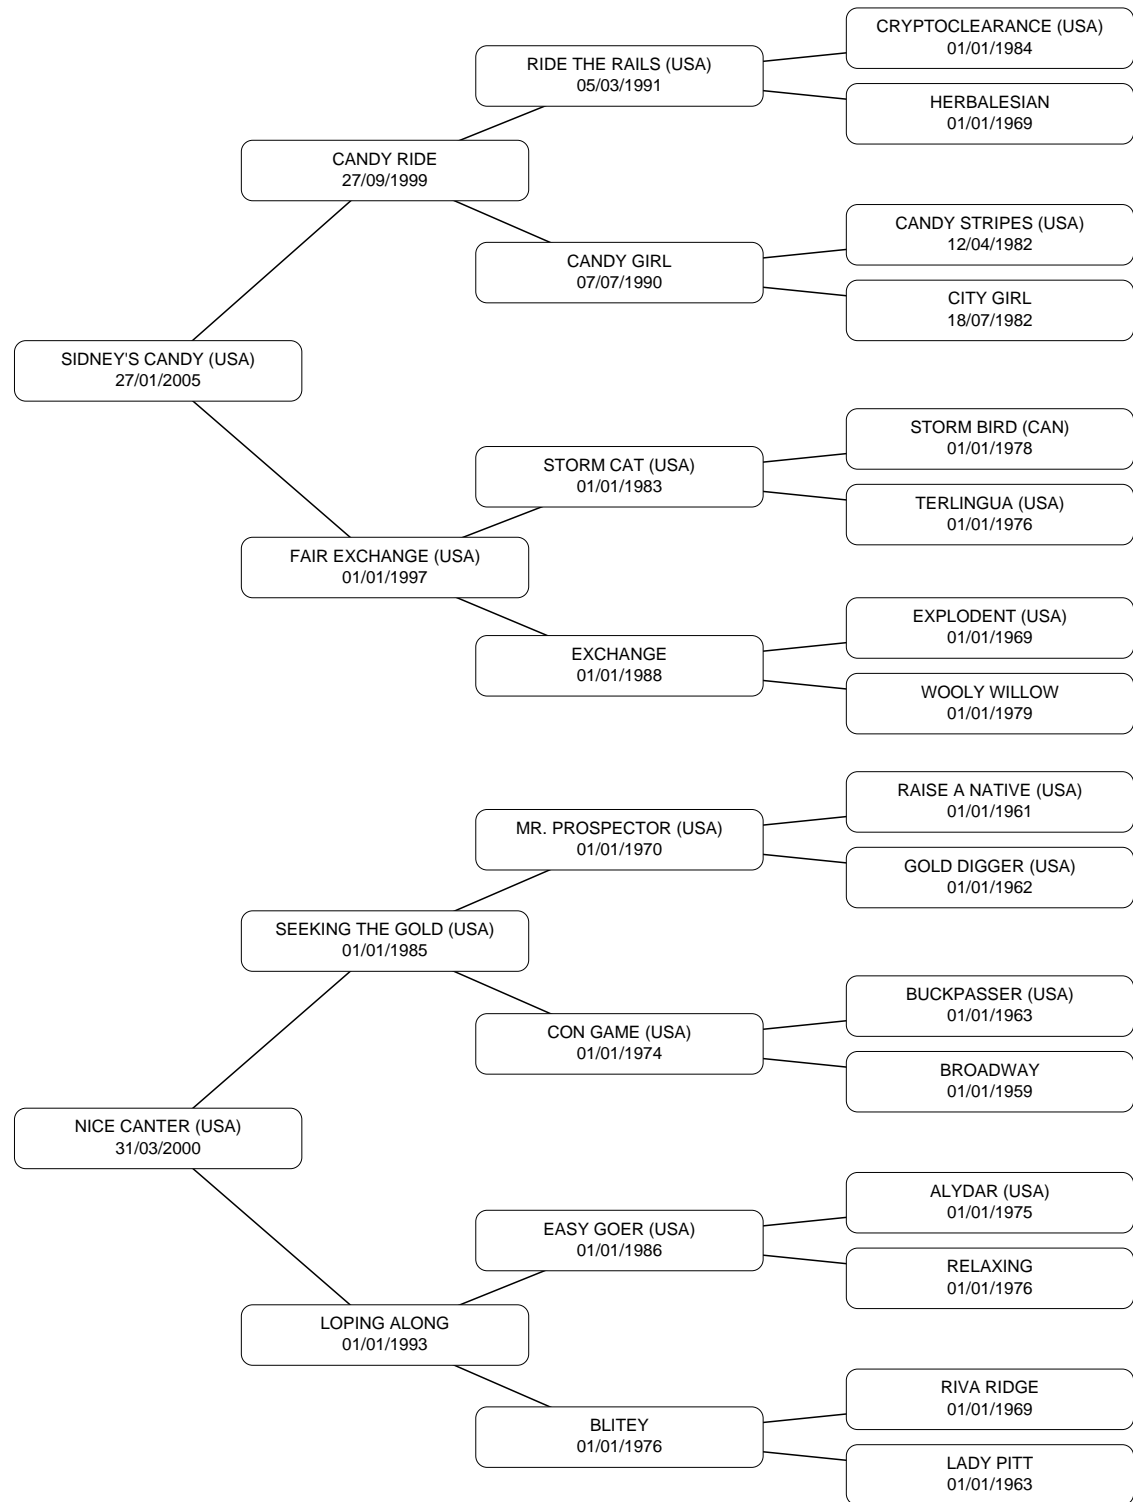 CRYPTOCLEARANCE (USA)
01/01/1984
RIDE THE RAILS (USA)
05/03/1991
HERBALESIAN
01/01/1969
CANDY RIDE
27/09/1999
CANDY STRIPES (USA)
12/04/1982
CANDY GIRL
07/07/1990
CITY GIRL
18/07/1982
SIDNEY'S CANDY (USA)
27/01/2005
STORM BIRD (CAN)
01/01/1978
STORM CAT (USA)
01/01/1983
TERLINGUA (USA)
01/01/1976
FAIR EXCHANGE (USA)
01/01/1997
EXPLODENT (USA)
01/01/1969
EXCHANGE
01/01/1988
WOOLY WILLOW
01/01/1979
RAISE A NATIVE (USA)
01/01/1961
MR. PROSPECTOR (USA)
01/01/1970
GOLD DIGGER (USA)
01/01/1962
SEEKING THE GOLD (USA)
01/01/1985
BUCKPASSER (USA)
01/01/1963
CON GAME (USA)
01/01/1974
BROADWAY
01/01/1959
NICE CANTER (USA)
31/03/2000
ALYDAR (USA)
01/01/1975
EASY GOER (USA)
01/01/1986
RELAXING
01/01/1976
LOPING ALONG
01/01/1993
RIVA RIDGE
01/01/1969
BLITEY
01/01/1976
LADY PITT
01/01/1963